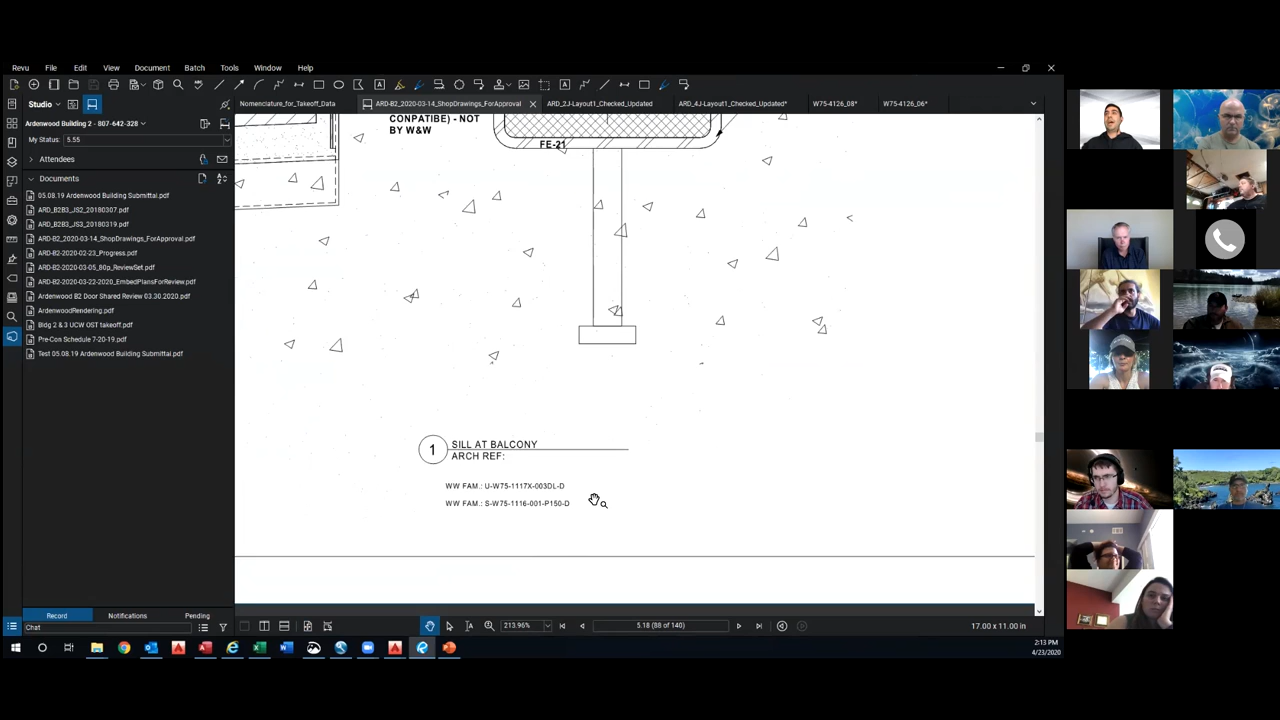 Revu File Edit View Document Batch Tools Window Help
Studio
Nomenclature_for_Takeoff_Data
ARD-B2_2020-03-14_ShopDrawings_ForApproval
ARD_2J-Layout1_Checked_Updated
ARD_4J-Layout1_Checked_Updated*
W75-4126_08*
W75-4126_06*
Ardenwood Building 2 - 807-642-328
My Status: 5.55
Attendees
Documents
05.08.19 Ardenwood Building Submittal.pdf
ARD_B2B3_JS2_20180307.pdf
ARD_B2B3_JS3_20180319.pdf
ARD-B2_2020-03-14_ShopDrawings_ForApproval.pdf
ARD-B2-2020-02-23_Progress.pdf
ARD-B2-2020-03-05_80p_ReviewSet.pdf
ARD-B2-2020-03-22-2020_EmbedPlansForReview.pdf
Ardenwood B2 Door Shared Review 03.30.2020.pdf
ArdenwoodRendering.pdf
Bldg 2 & 3 UCW OST takeoff.pdf
Pre-Con Schedule 7-20-19.pdf
Test 05.08.19 Ardenwood Building Submittal.pdf
CONPATIBE) - NOT
BY W&W
FE-21
1
SILL AT BALCONY
ARCH REF:
WW FAM.: U-W75-1117X-003DL-D
WW FAM.: S-W75-1116-001-P150-D
Record Notifications Pending
Chat
213.96%
5.18 (88 of 140)
17.00 x 11.00 in
2:13 PM
4/23/2020